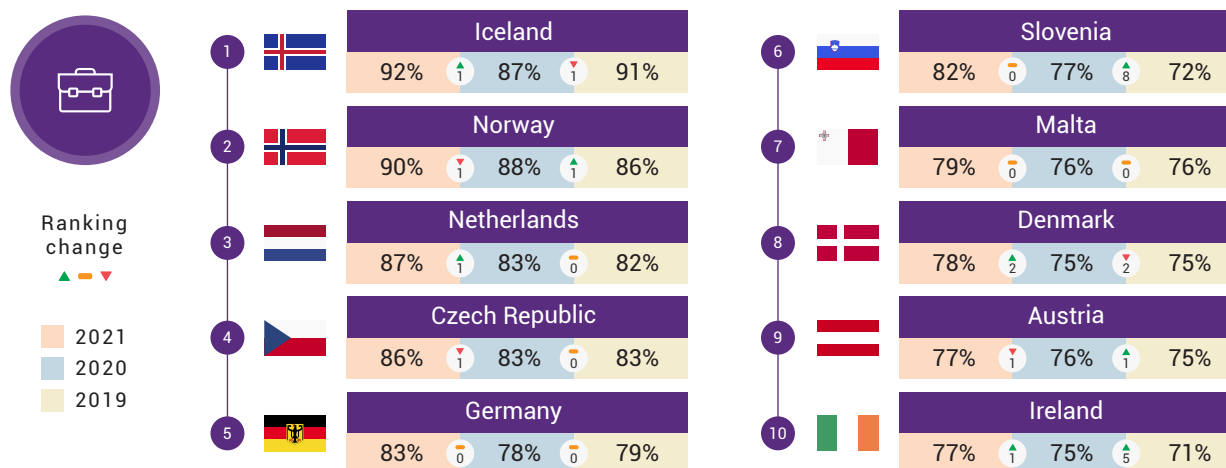 Ranking
change
2021
2020
2019
1
Iceland
92% 1 87% 1 91%
2
Norway
90% 1 88% 1 86%
3
Netherlands
87% 1 83% 0 82%
4
Czech Republic
86% 1 83% 0 83%
5
Germany
83% 0 78% 0 79%
6
Slovenia
82% 0 77% 8 72%
7
Malta
79% 0 76% 0 76%
8
Denmark
78% 2 75% 2 75%
9
Austria
77% 1 76% 1 75%
10
Ireland
77% 1 75% 5 71%